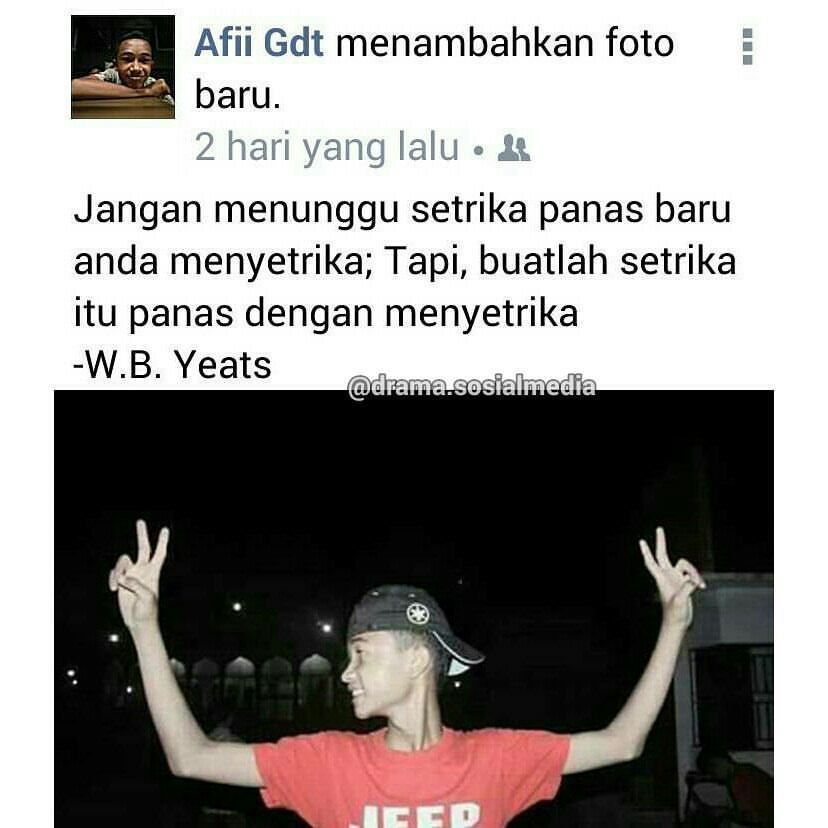 Afii Gdt menambahkan foto
baru.
2 hari yang lalu •
Jangan menunggu setrika panas baru
anda menyetrika; Tapi, buatlah setrika
itu panas dengan menyetrika
-W.B. Yeats
@drama.sosialmedia
JEEP